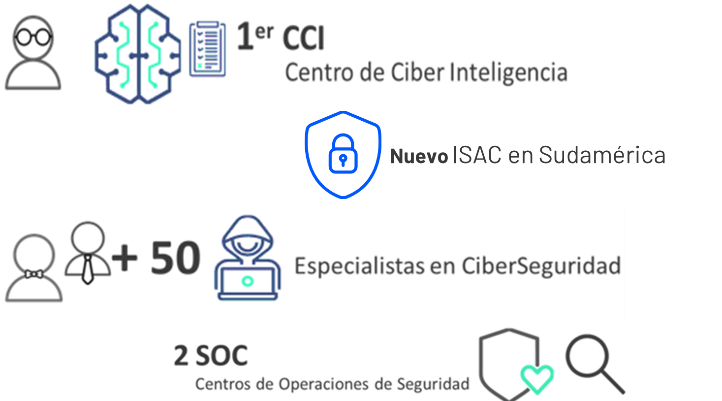 1er CCI
Centro de Ciber Inteligencia
Nuevo ISAC en Sudamérica
+ 50
Especialistas en CiberSeguridad
2 SOC
Centros de Operaciones de Seguridad